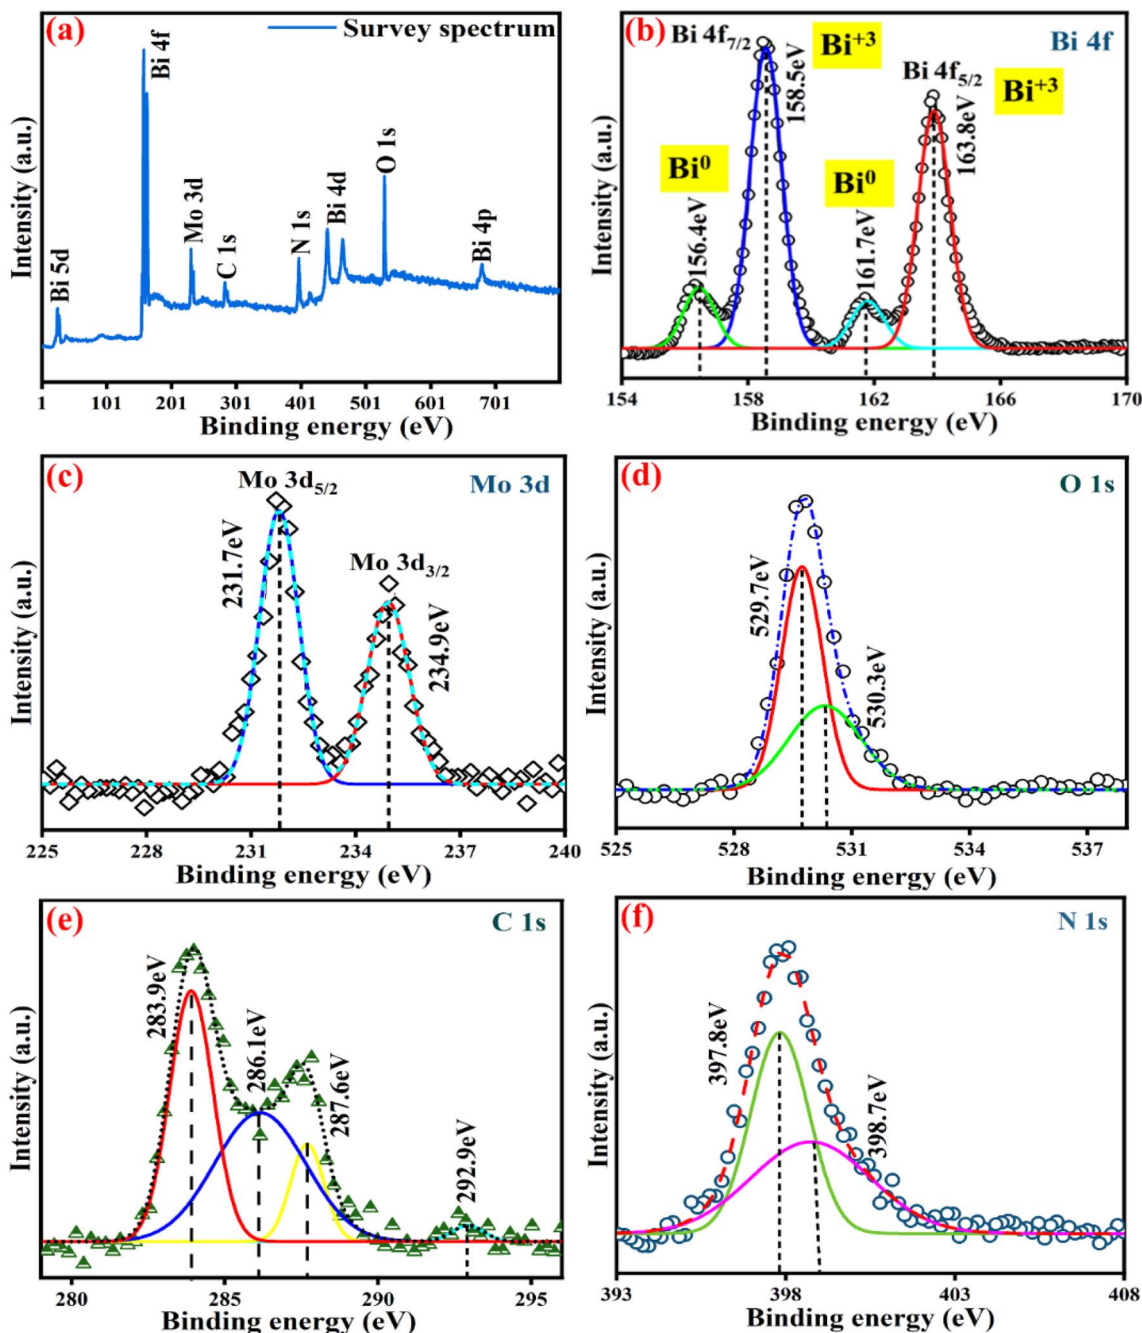 (a)
Survey spectrum
Bi 5d
Bi 4f
Mo 3d
C 1s
N 1s
Bi 4d
O 1s
Bi 4p
Intensity (a.u.)
1 101 201 301 401 501 601 701
Binding energy (eV)
(b)
Bi 4f
Bi 4f7/2
Bi+3
Bi 4f5/2
Bi+3
Bi0
Bi0
156.4eV
158.5eV
161.7eV
163.8eV
Intensity (a.u.)
154 158 162 166 170
Binding energy (eV)
(c)
Mo 3d
Mo 3d5/2
Mo 3d3/2
231.7eV
234.9eV
Intensity (a.u.)
225 228 231 234 237 240
Binding energy (eV)
(d)
O 1s
529.7eV
530.3eV
Intensity (a.u.)
525 528 531 534 537
Binding energy (eV)
(e)
C 1s
283.9eV
286.1eV
287.6eV
292.9eV
Intensity (a.u.)
280 285 290 295
Binding energy (eV)
(f)
N 1s
397.8eV
398.7eV
Intensity (a.u.)
393 398 403 408
Binding energy (eV)